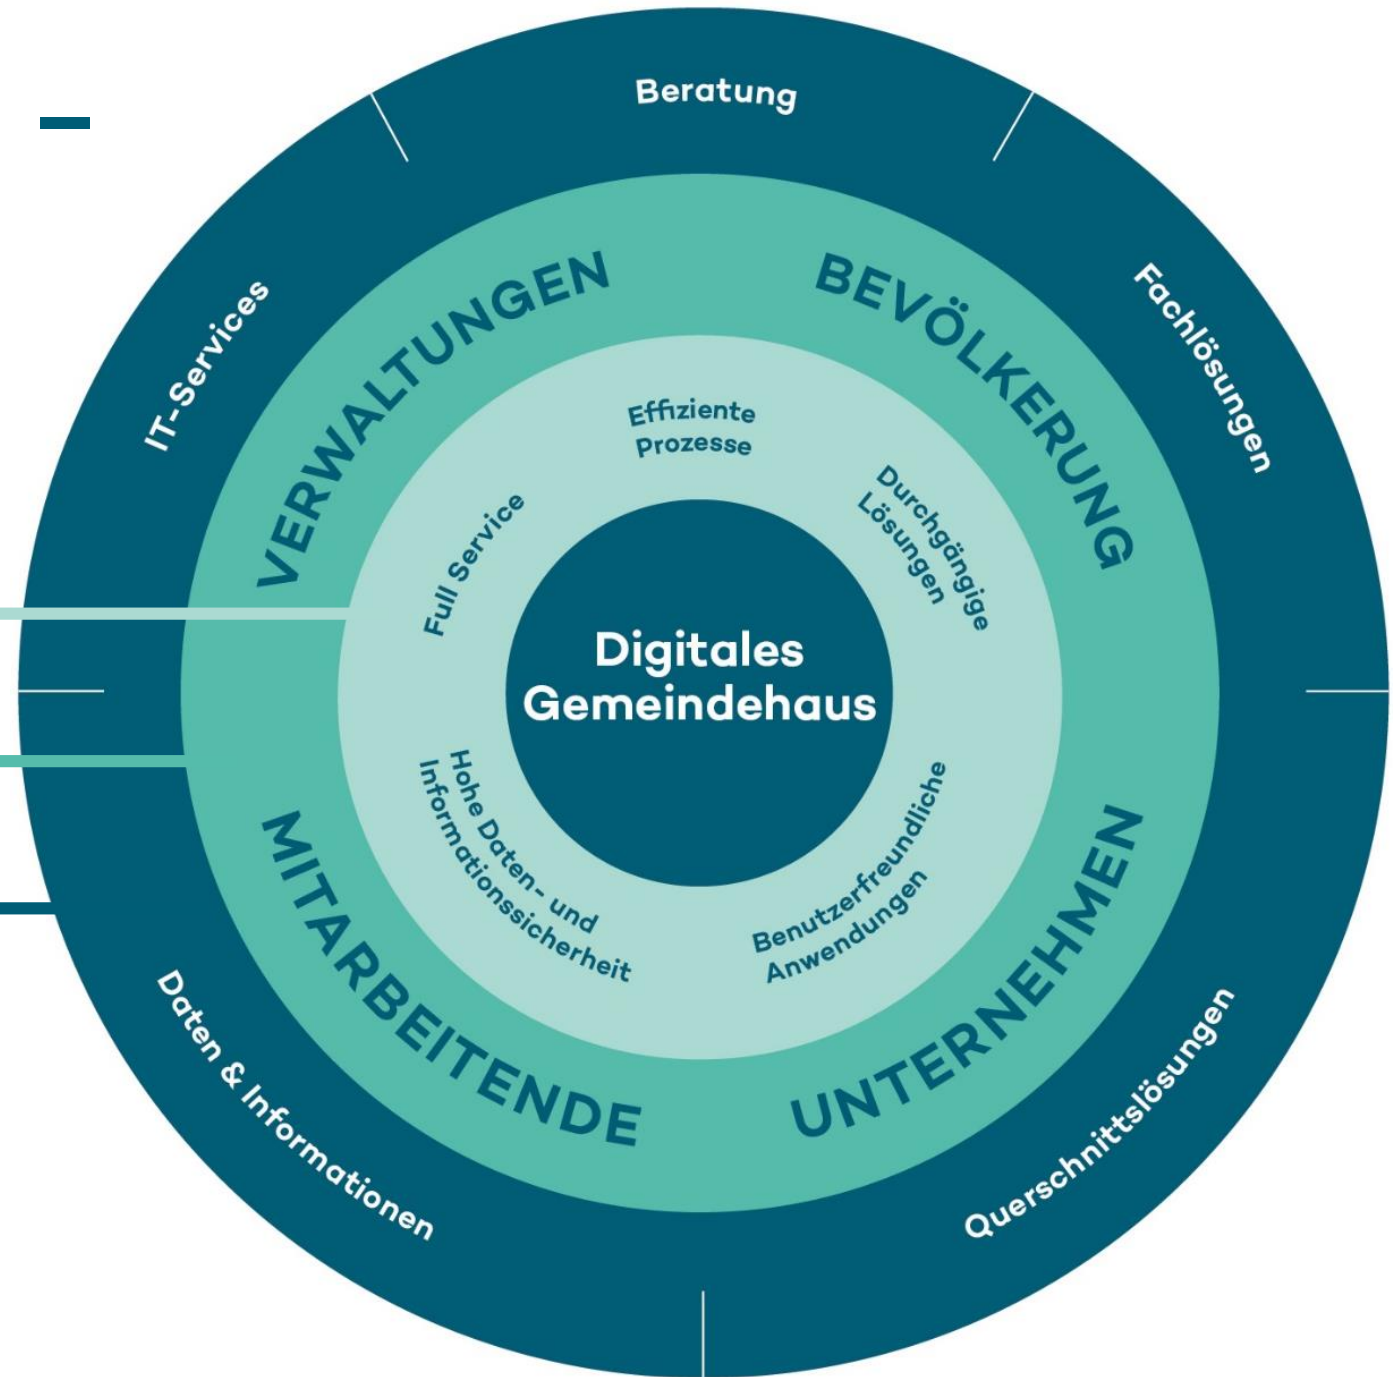 Beratung
Fachlösungen
Querschnittslösungen
Daten & Informationen
IT-Services
VERWALTUNGEN
BEVÖLKERUNG
UNTERNEHMEN
MITARBEITENDE
Effiziente
Prozesse
Durchgängige
Lösungen
Benutzerfreundliche
Anwendungen
Hohe Daten- und
Informationssicherheit
Full Service
Digitales
Gemeindehaus